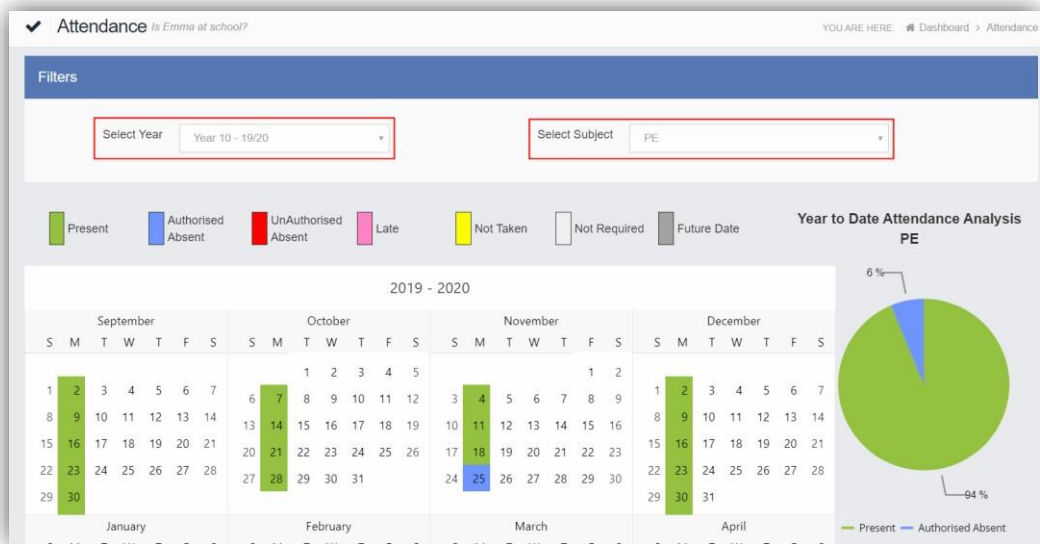 Attendance Is Emma at school?
YOU ARE HERE: Dashboard > Attendance
Filters
Select Year Year 10 - 19/20
Select Subject PE
Present
Authorised
Absent
UnAuthorised
Absent
Late
Not Taken
Not Required
Future Date
Year to Date Attendance Analysis
PE
2019 - 2020
September October November December
S M T W T F S S M T W T F S S M T W T F S S M T W T F S
1 2 3 4 5 1 2
1 2 3 4 5 6 7 6 7 8 9 10 11 12 3 4 5 6 7 8 9 1 2 3 4 5 6 7
8 9 10 11 12 13 14 13 14 15 16 17 18 19 10 11 12 13 14 15 16 8 9 10 11 12 13 14
15 16 17 18 19 20 21 20 21 22 23 24 25 26 17 18 19 20 21 22 23 15 16 17 18 19 20 21
22 23 24 25 26 27 28 27 28 29 30 31 24 25 26 27 28 29 30 22 23 24 25 26 27 28
29 30 29 30 31
January February March April
6 %
94 %
Present Authorised Absent